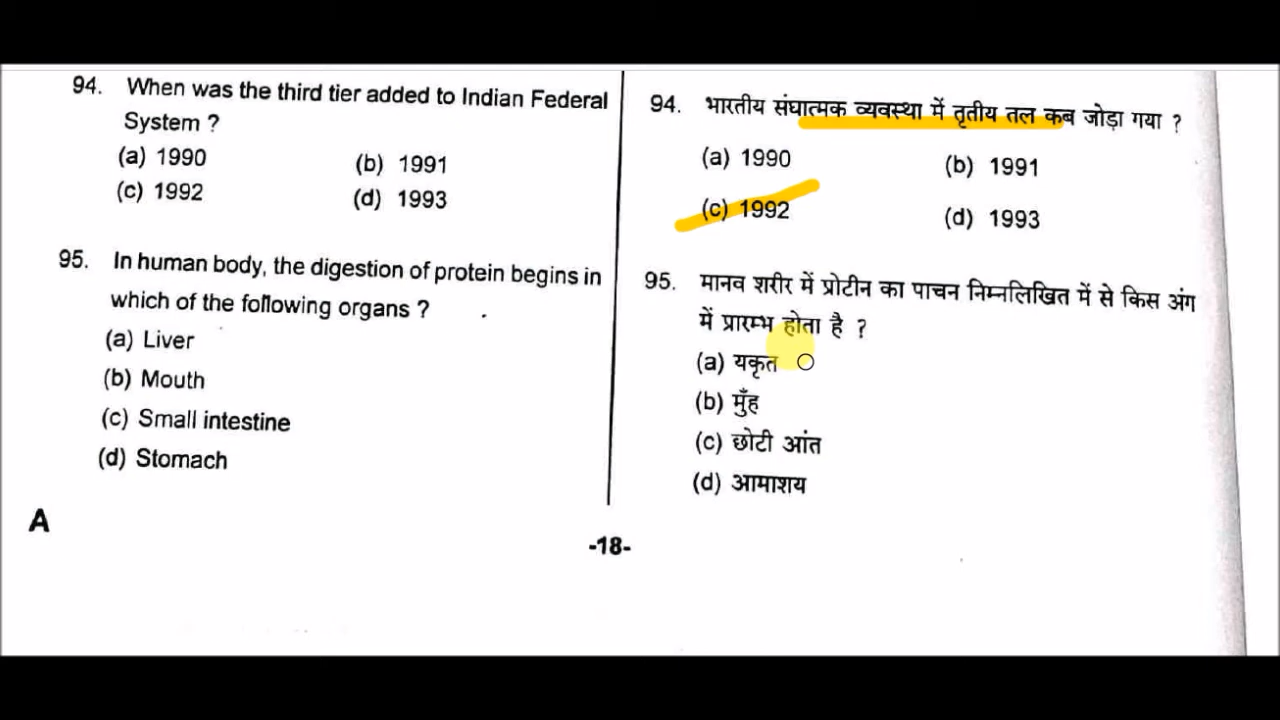 94. When was the third tier added to Indian Federal
System ?
(a) 1990 (b) 1991
(c) 1992 (d) 1993
95. In human body, the digestion of protein begins in
which of the following organs ?
(a) Liver
(b) Mouth
(c) Small intestine
(d) Stomach
A
94. भारतीय संघात्मक व्यवस्था में तृतीय तल कब जोड़ा गया ?
(a) 1990 (b) 1991
(c) 1992 (d) 1993
95. मानव शरीर में प्रोटीन का पाचन निम्नलिखित में से किस अंग
में प्रारम्भ होता है ?
(a) यकृत
(b) मुँह
(c) छोटी आंत
(d) आमाशय
-18-